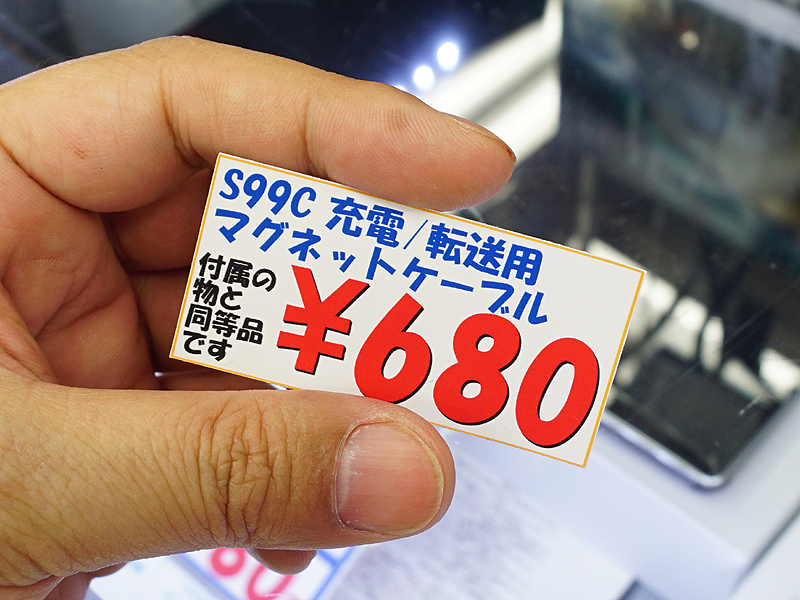 S99C 充電/転送用
マグネットケーブル
付属の
物と
同等品
です
¥680
80